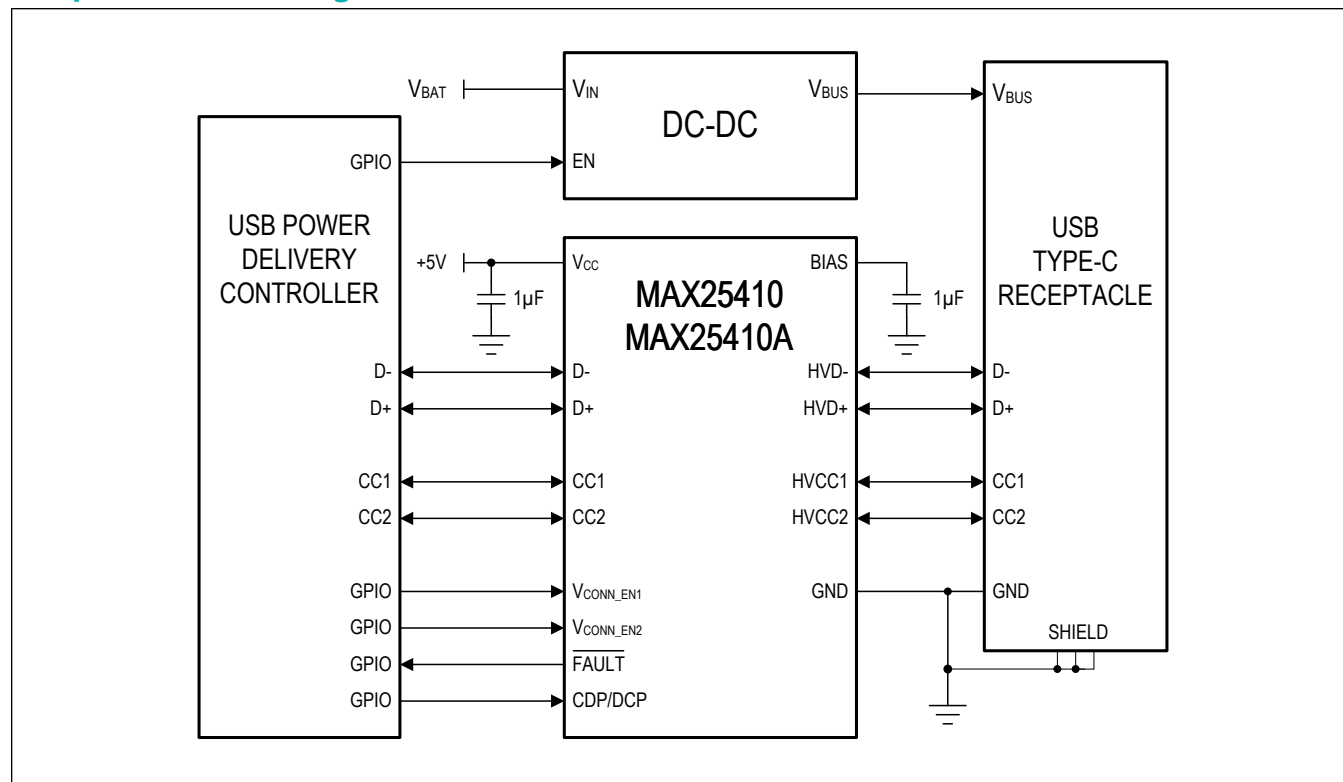 VBAT
VIN
VBUS
DC-DC
EN
VBUS
GPIO
USB POWER
DELIVERY
CONTROLLER
USB
TYPE-C
RECEPTACLE
+5V
VCC
BIAS
1µF
1µF
MAX25410
MAX25410A
D-
D-
HVD-
D-
D+
D+
HVD+
D+
CC1
CC1
HVCC1
CC1
CC2
CC2
HVCC2
CC2
GPIO
VCONN_EN1
GND
GND
GPIO
VCONN_EN2
SHIELD
GPIO
FAULT
GPIO
CDP/DCP